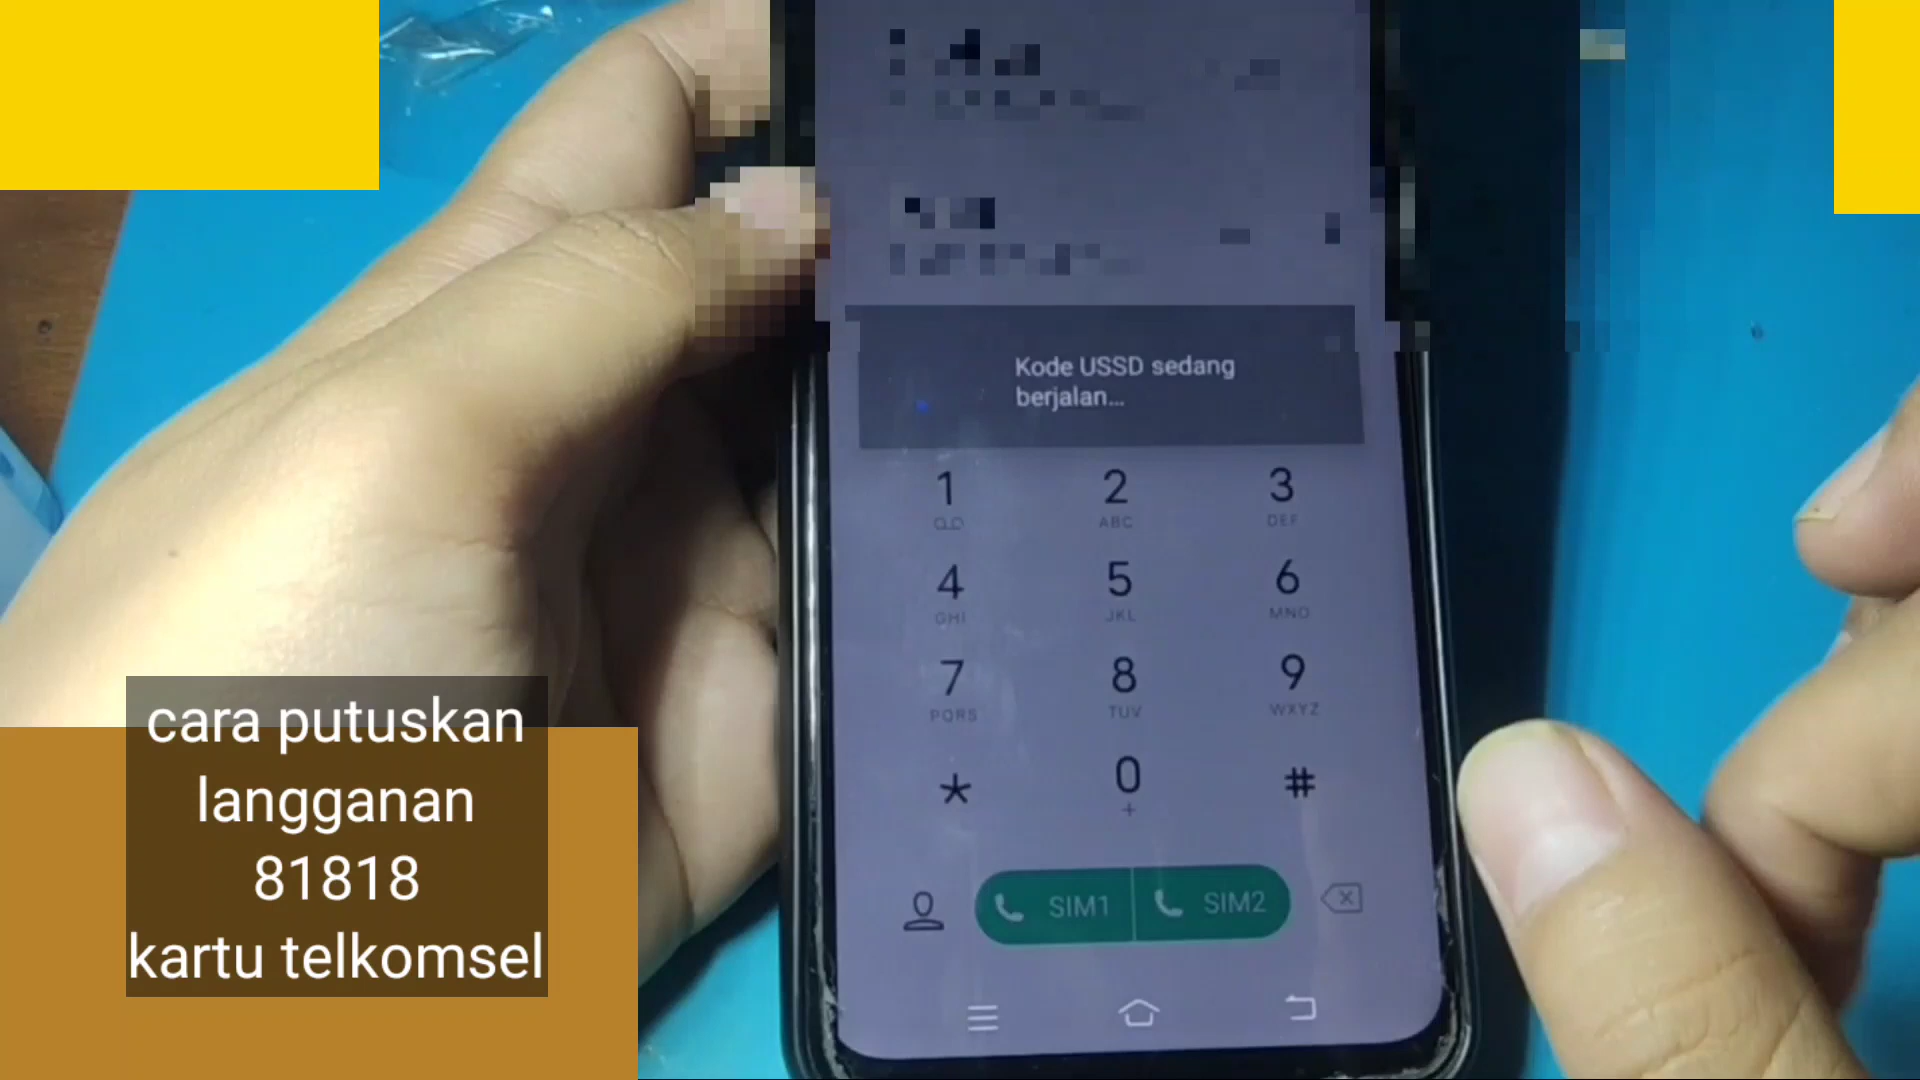 Kode USSD sedang
berjalan...
1
2
ABC
3
DEF
4
GHI
5
JKL
6
MNO
7
PQRS
8
TUV
9
WXYZ
*
0
+
#
SIM1
SIM2
cara putuskan
langganan
81818
kartu telkomsel